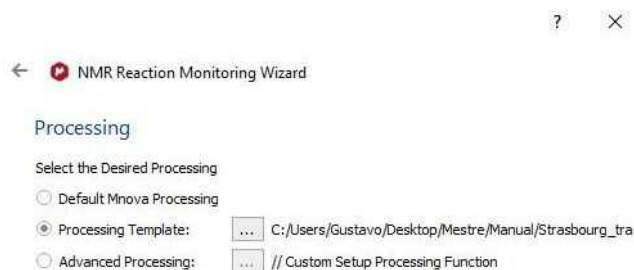 ?
NMR Reaction Monitoring Wizard
Processing
Select the Desired Processing
Default Mnova Processing
Processing Template: ... C:/Users/Gustavo/Desktop/Mestre/Manual/Strasbourg_tra
Advanced Processing: ... // Custom Setup Processing Function